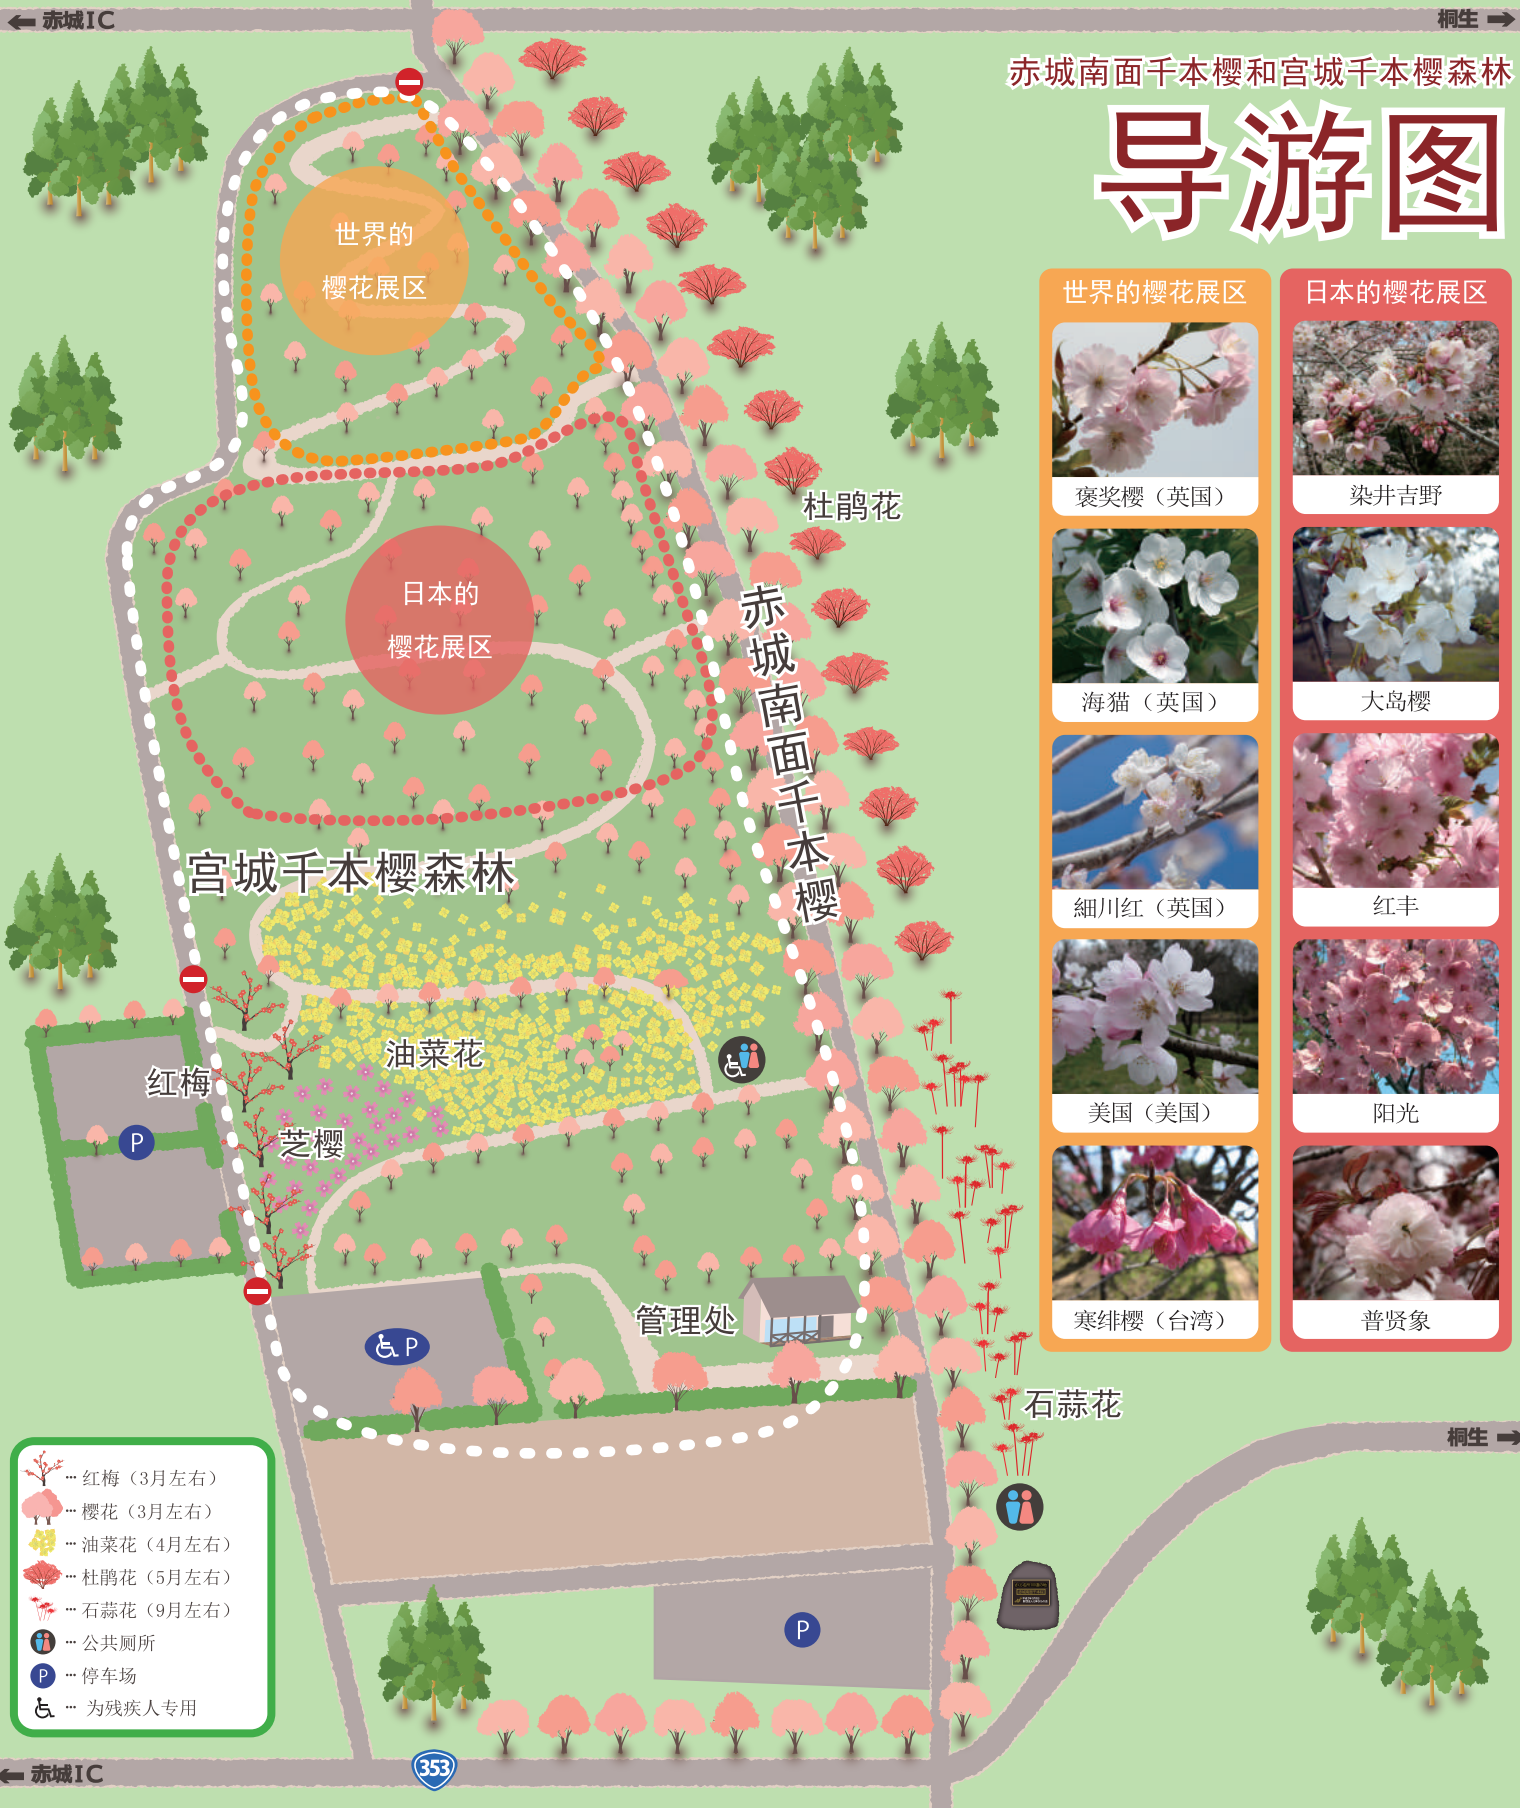 赤城IC
桐生
赤城南面千本樱和宫城千本樱森林
导游图
世界的
樱花展区
世界的樱花展区
褒奖樱（英国）
海猫（英国）
細川红（英国）
美国（美国）
寒绯樱（台湾）
日本的樱花展区
染井吉野
大岛樱
红丰
阳光
普贤象
杜鹃花
日本的
樱花展区
赤城南面千本樱
宫城千本樱森林
油菜花
红梅
P
芝樱
管理处
P
石蒜花
桐生
… 红梅（3月左右）
… 樱花（3月左右）
… 油菜花（4月左右）
… 杜鹃花（5月左右）
… 石蒜花（9月左右）
… 公共厕所
P … 停车场
… 为残疾人专用
P
353
赤城IC